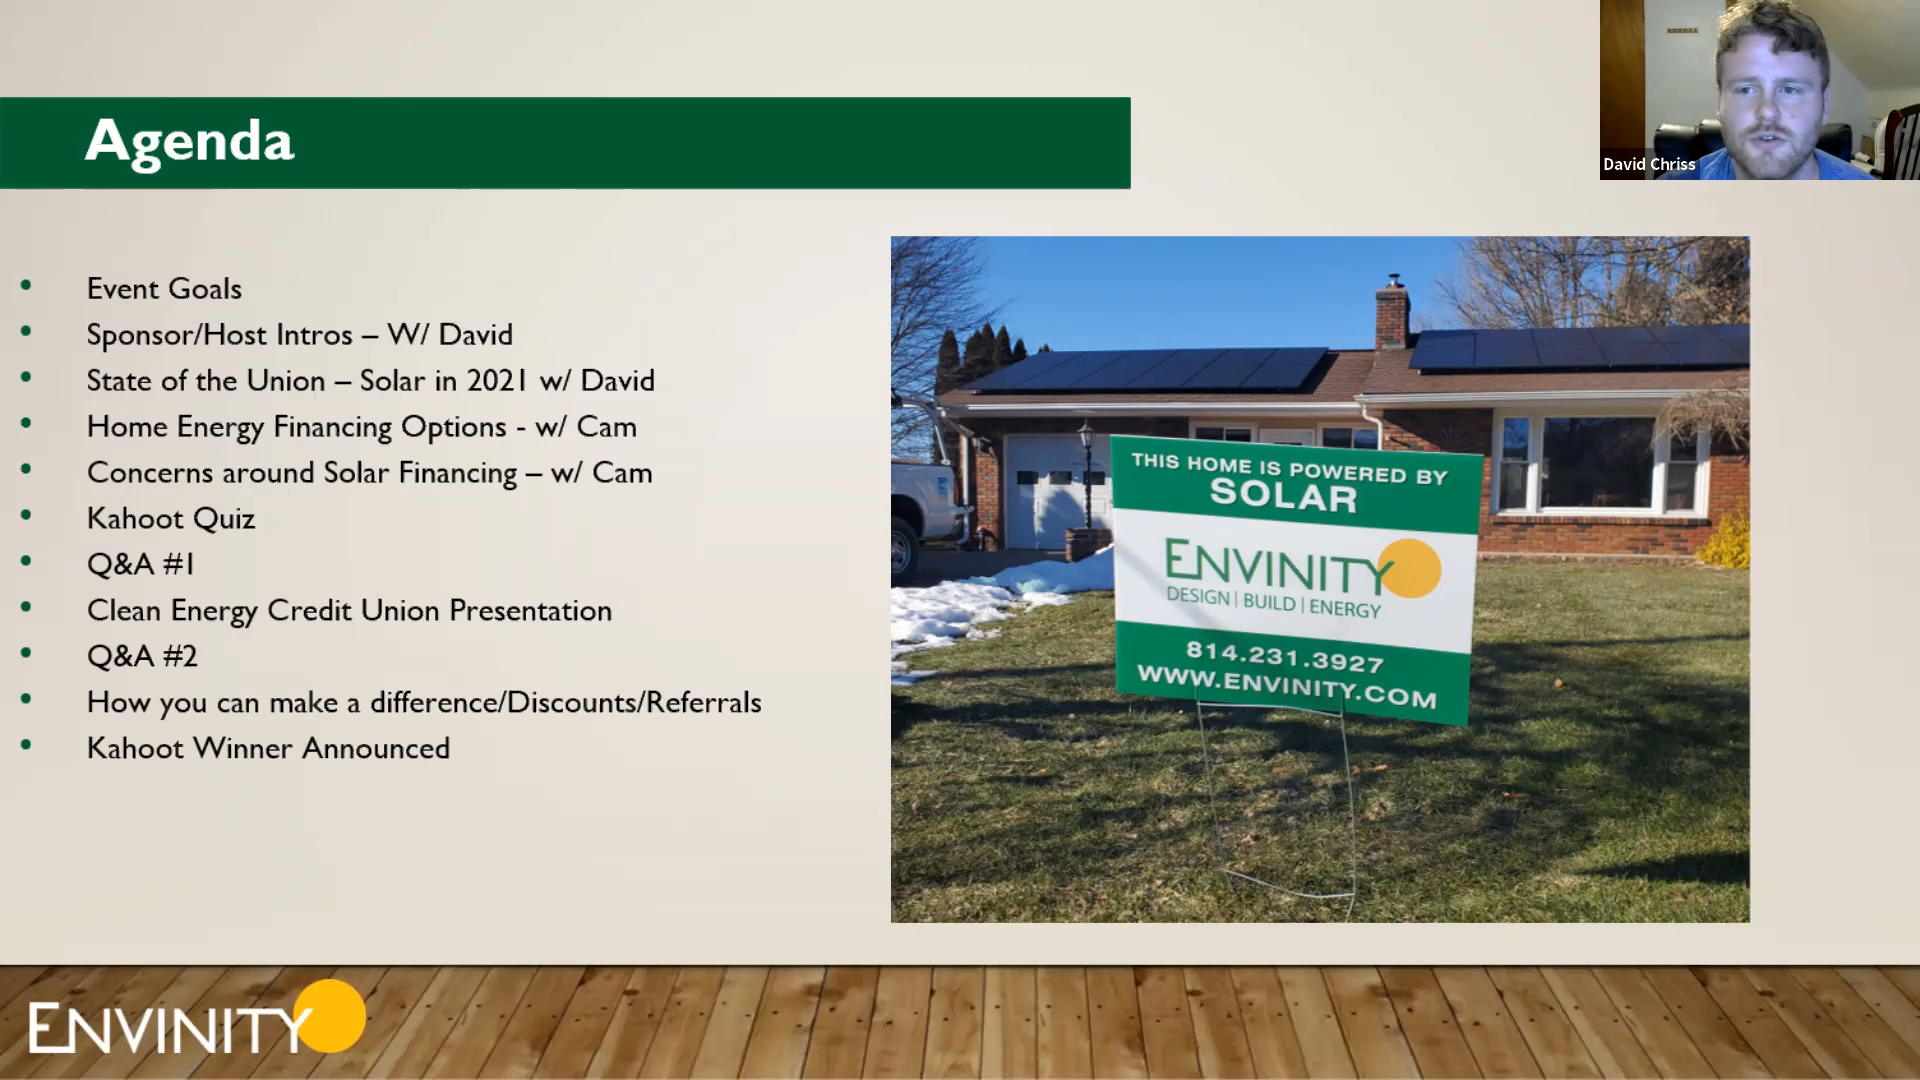 Agenda
David Chriss
Event Goals
Sponsor/Host Intros – W/ David
State of the Union – Solar in 2021 w/ David
Home Energy Financing Options - w/ Cam
Concerns around Solar Financing – w/ Cam
Kahoot Quiz
Q&A #1
Clean Energy Credit Union Presentation
Q&A #2
How you can make a difference/Discounts/Referrals
Kahoot Winner Announced
THIS HOME IS POWERED BY
SOLAR
ENVINITY
DESIGN | BUILD | ENERGY
814.231.3927
WWW.ENVINITY.COM
ENVINITY